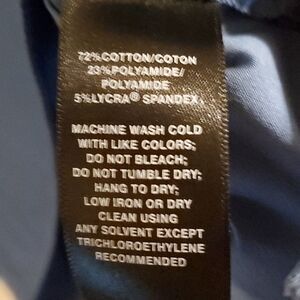 72%COTTON/COTON
23%POLYAMIDE/
POLYAMIDE
5%LYCRA® SPANDEX
MACHINE WASH COLD
WITH LIKE COLORS;
DO NOT BLEACH;
DO NOT TUMBLE DRY;
HANG TO DRY;
LOW IRON OR DRY
CLEAN USING
ANY SOLVENT EXCEPT
TRICHLOROETHYLENE
RECOMMENDED